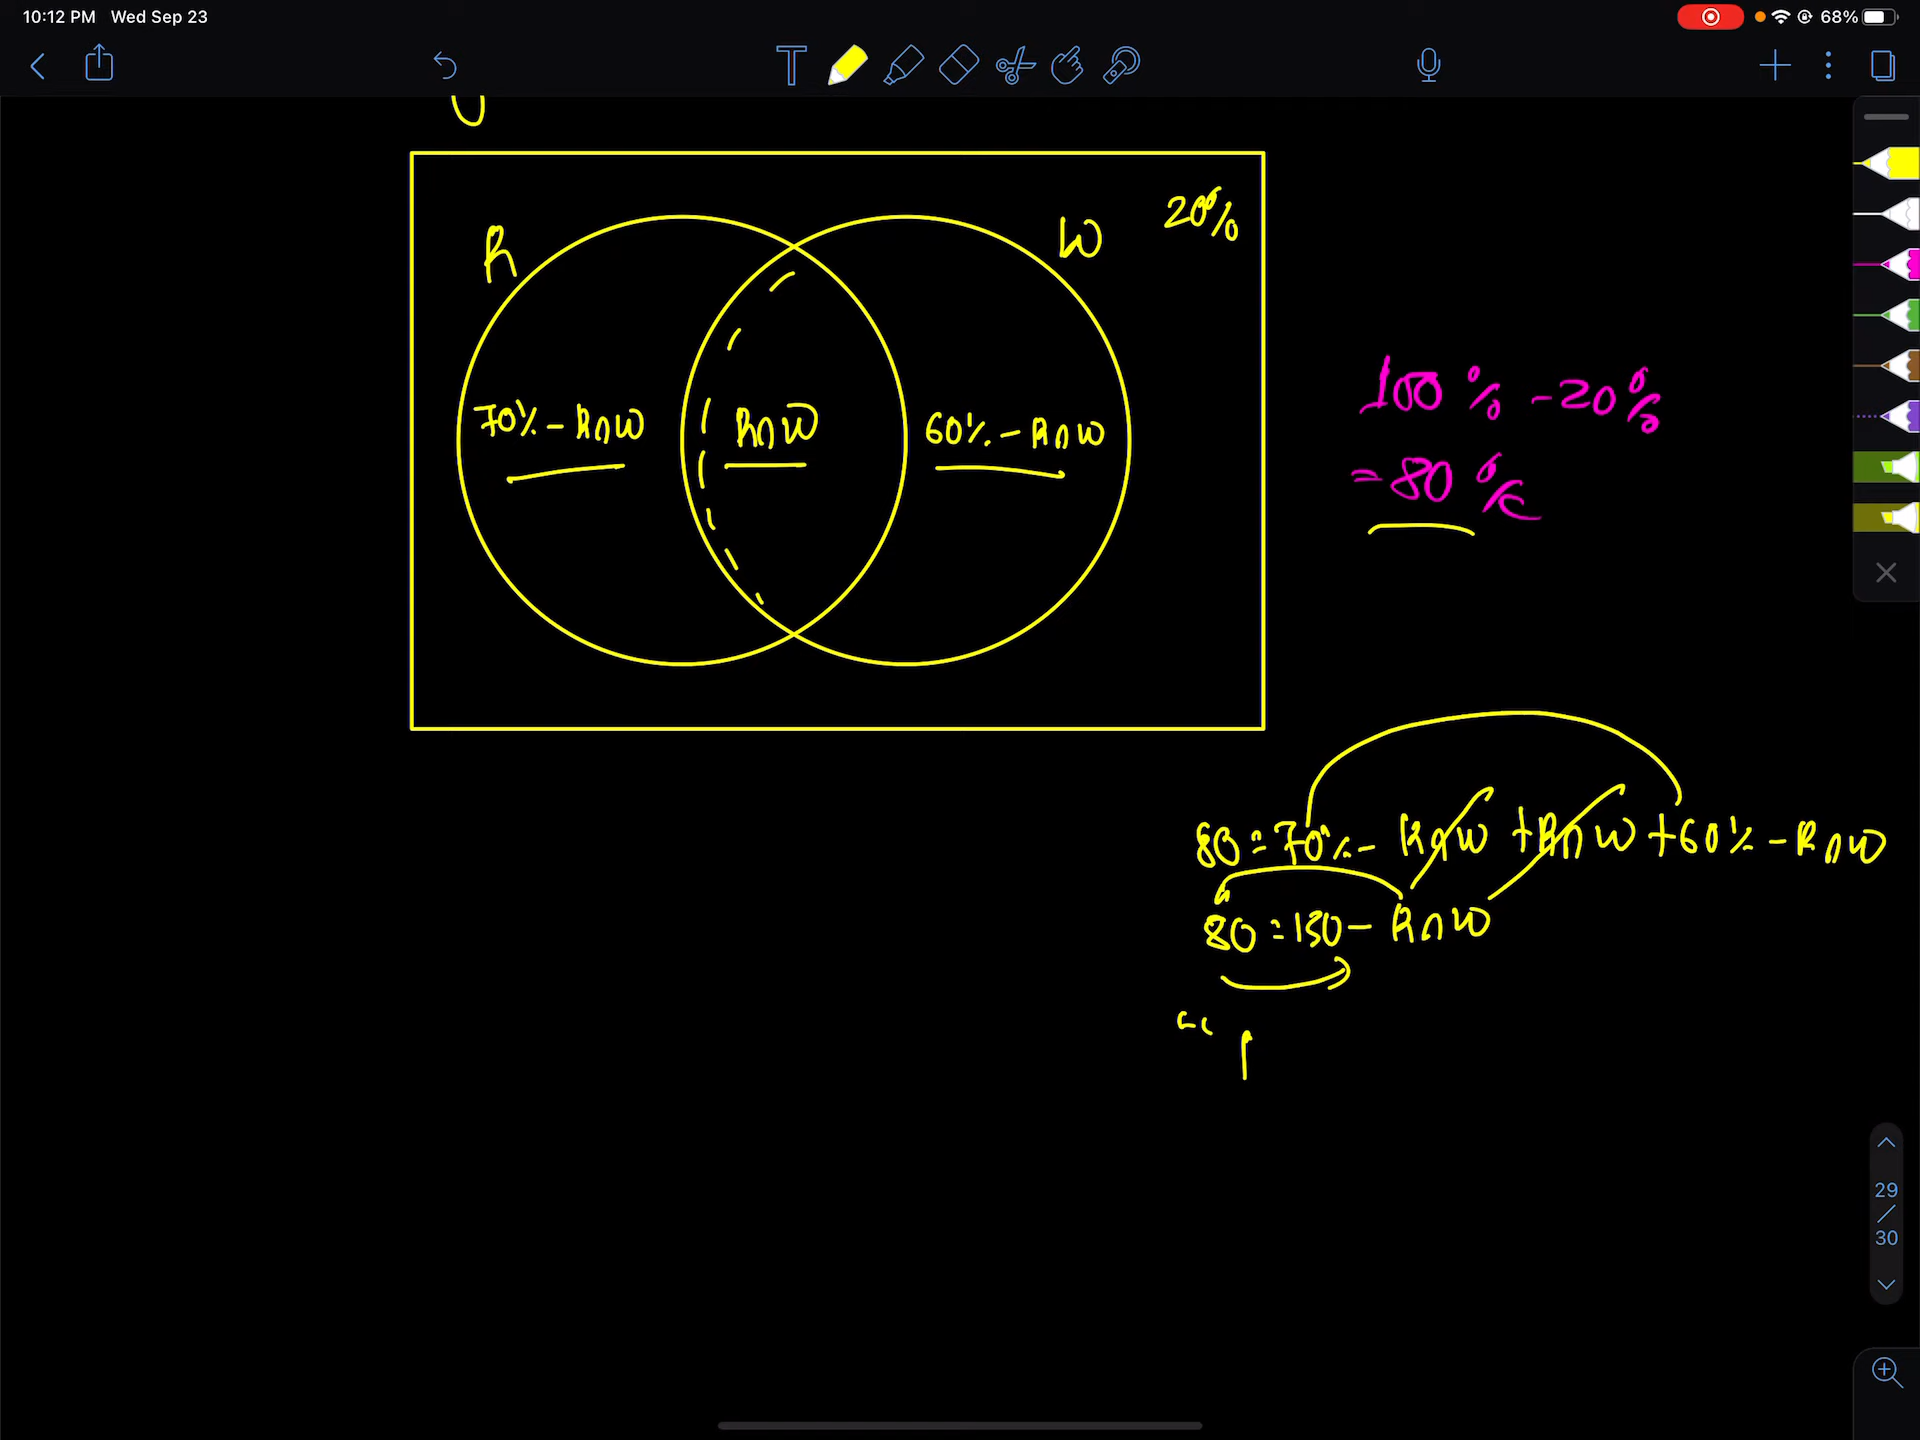 10:12 PM Wed Sep 23
68%
T
U
R
W
20%
70% - R∩W
R∩W
60% - R∩W
100% - 20%
= 80%
80 = 70% - R∩W + R∩W + 60% - R∩W
80 = 130 - R∩W
29
/
30